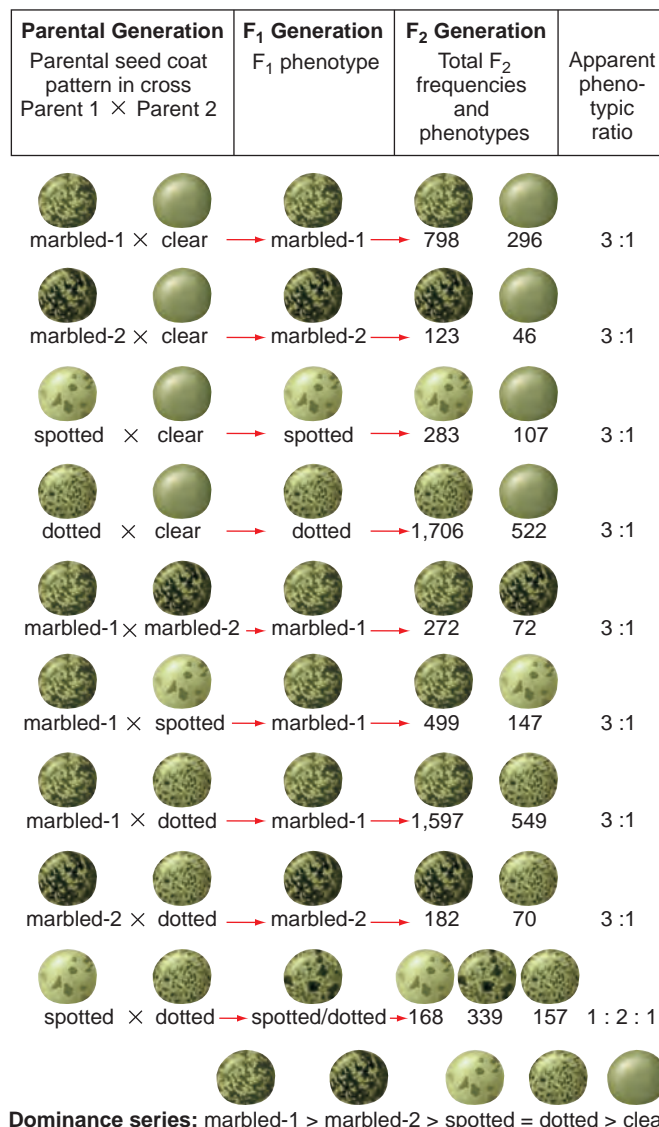 Parental Generation
Parental seed coat
pattern in cross
Parent 1 × Parent 2
F1 Generation
F1 phenotype
F2 Generation
Total F2
frequencies
and
phenotypes
Apparent
pheno-
typic
ratio
marbled-1 × clear → marbled-1 → 798 296 3 :1
marbled-2 × clear → marbled-2 → 123 46 3 :1
spotted × clear → spotted → 283 107 3 :1
dotted × clear → dotted → 1,706 522 3 :1
marbled-1 × marbled-2 → marbled-1 → 272 72 3 :1
marbled-1 × spotted → marbled-1 → 499 147 3 :1
marbled-1 × dotted → marbled-1 → 1,597 549 3 :1
marbled-2 × dotted → marbled-2 → 182 70 3 :1
spotted × dotted → spotted/dotted → 168 339 157 1 : 2 : 1
Dominance series: marbled-1 > marbled-2 > spotted = dotted > clea